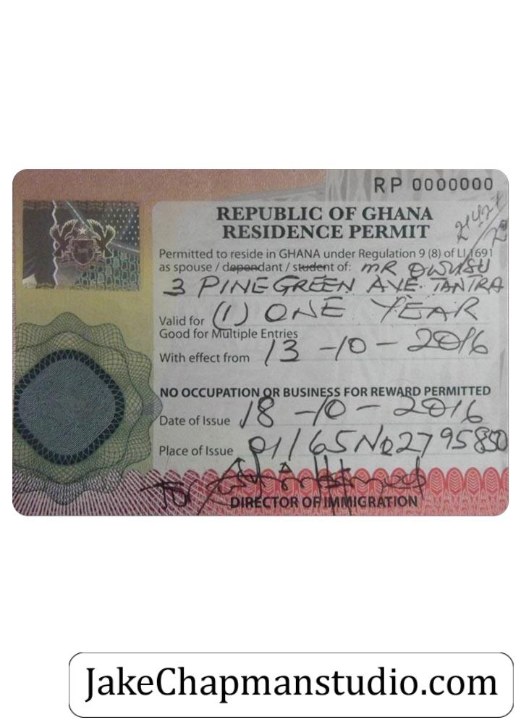 RP 0000000
REPUBLIC OF GHANA
RESIDENCE PERMIT
Permitted to reside in GHANA under Regulation 9 (8) of LI.1691
as spouse / dependant / student of: MR OWUSU
3 PINEGREEN AVE. TANTRA
Valid for (1) ONE YEAR
Good for Multiple Entries
With effect from 13-10-2016
NO OCCUPATION OR BUSINESS FOR REWARD PERMITTED
Date of Issue 18-10-2016
Place of Issue 01/65 No 2795850
DIRECTOR OF IMMIGRATION
JakeChapmanstudio.com